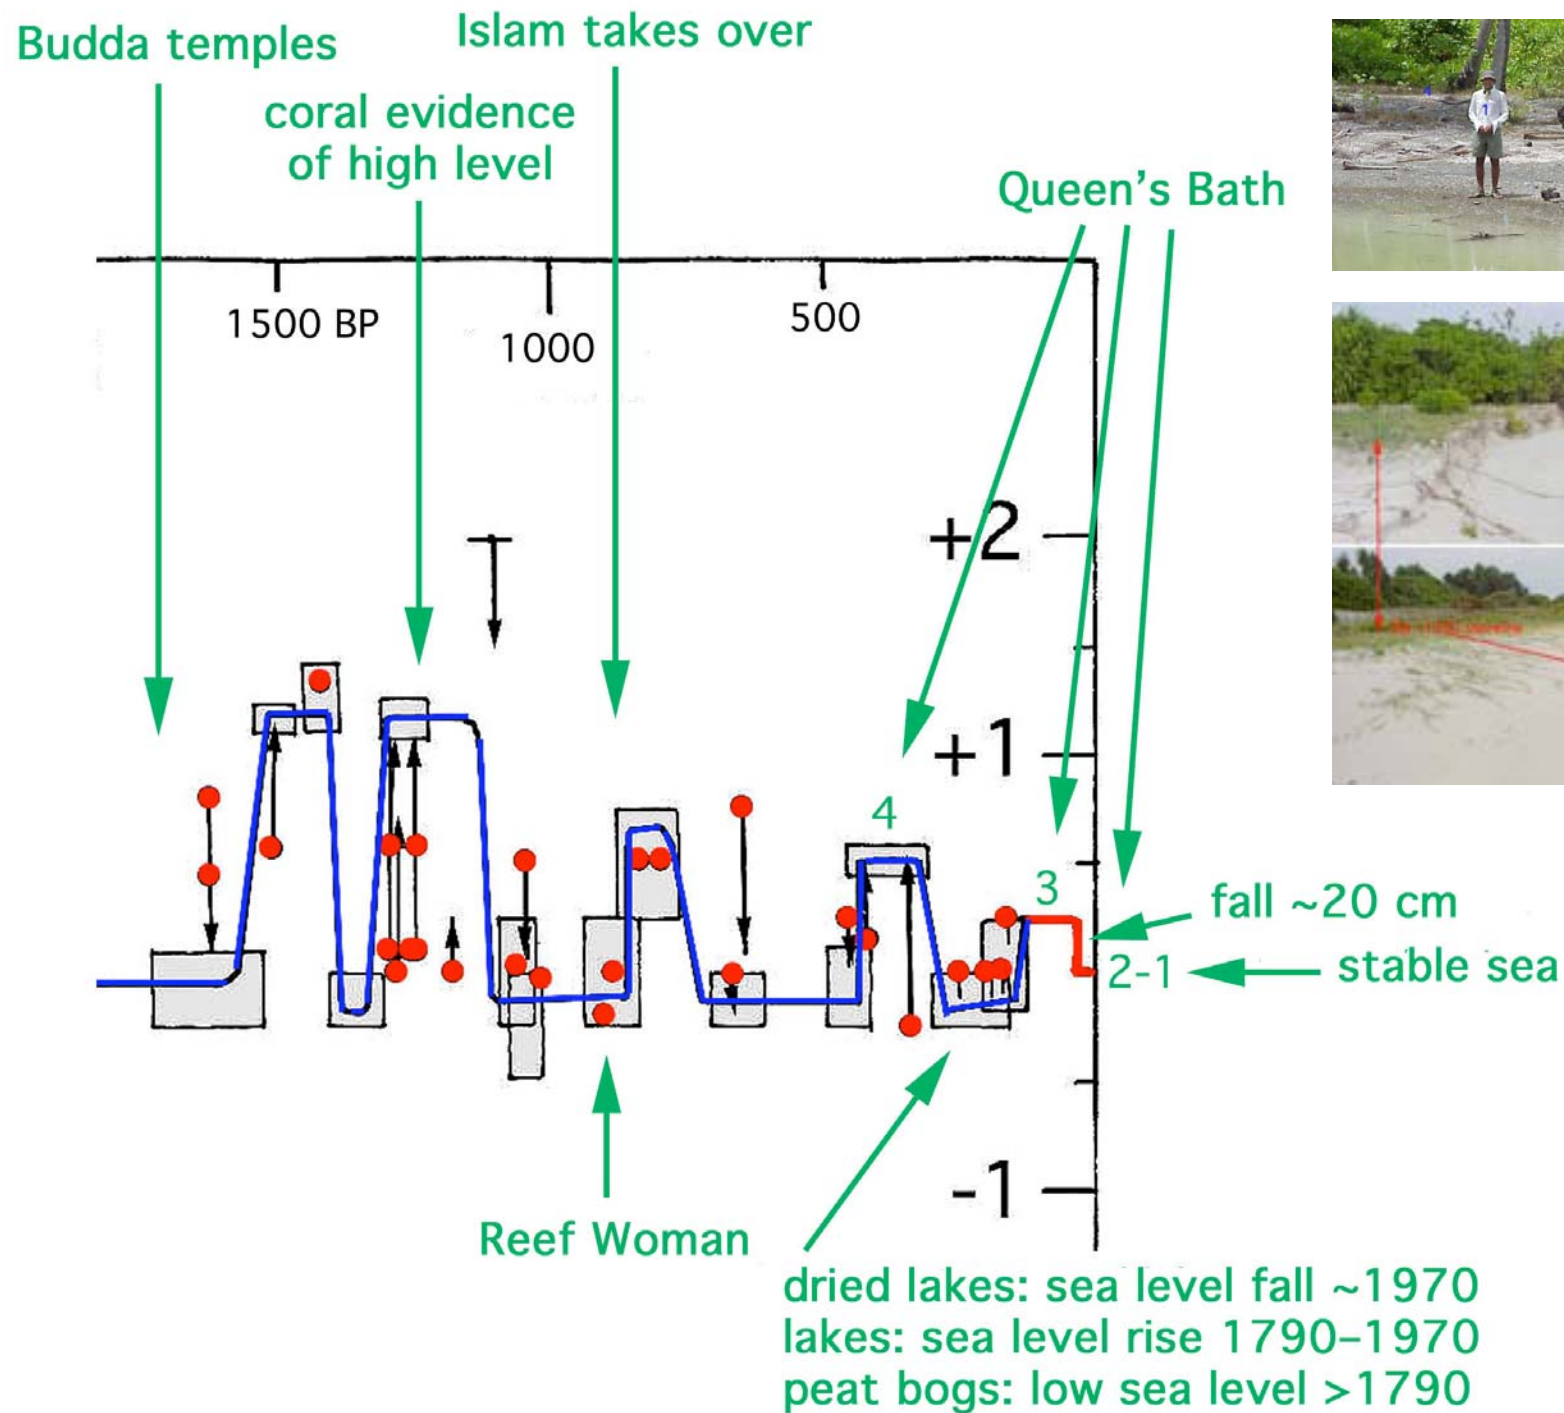 Budda temples
Islam takes over
coral evidence
of high level
Queen's Bath
1500 BP
1000
500
+2
+1
4
3
fall ~20 cm
2-1
stable sea
-1
Reef Woman
dried lakes: sea level fall ~1970
lakes: sea level rise 1790–1970
peat bogs: low sea level >1790
4
1